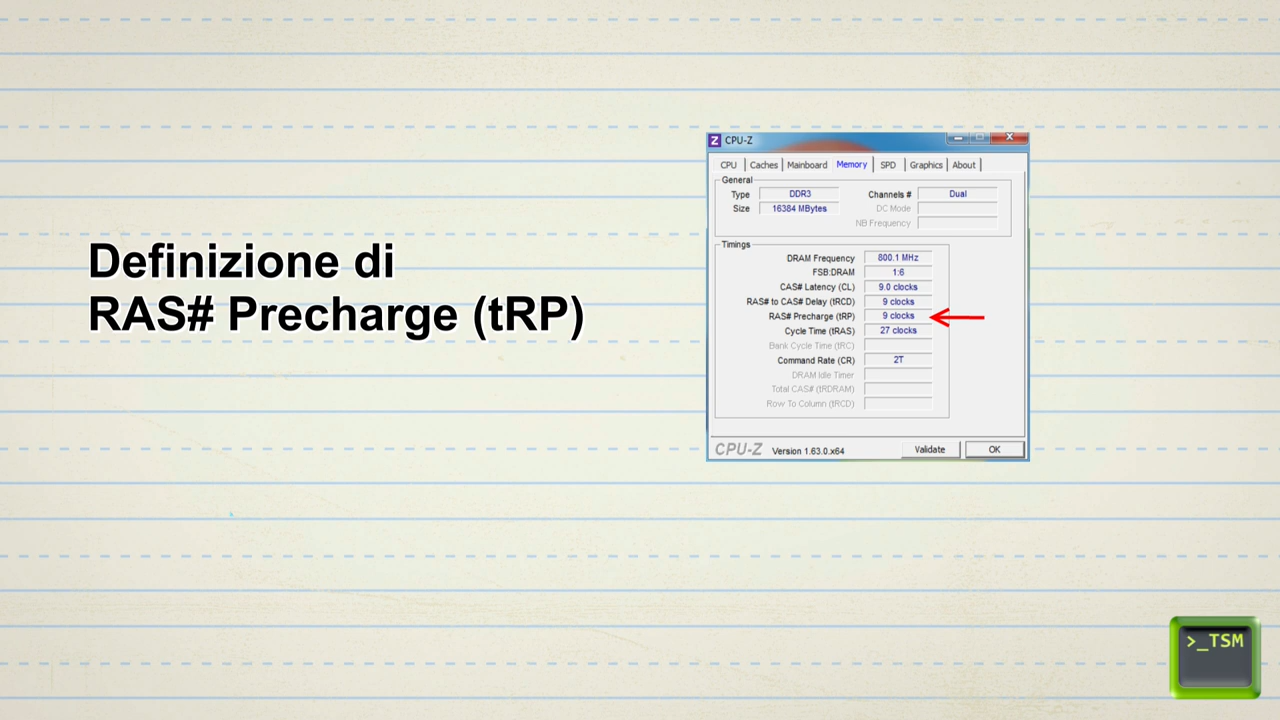 Definizione di
RAS# Precharge (tRP)
Z CPU-Z
CPU Caches Mainboard Memory SPD Graphics About
General
Type DDR3 Channels # Dual
Size 16384 MBytes DC Mode
NB Frequency
Timings
DRAM Frequency 800.1 MHz
FSB:DRAM 1:6
CAS# Latency (CL) 9.0 clocks
RAS# to CAS# Delay (tRCD) 9 clocks
RAS# Precharge (tRP) 9 clocks
Cycle Time (tRAS) 27 clocks
Bank Cycle Time (tRC)
Command Rate (CR) 2T
DRAM Idle Timer
Total CAS# (tRDRAM)
Row To Column (tRCD)
CPU-Z Version 1.63.0.x64 Validate OK
>_TSM